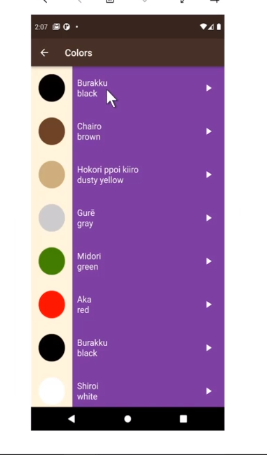 2:07
Colors
Burakku
black
Chairo
brown
Hokori ppoi kiiro
dusty yellow
Gurē
gray
Midori
green
Aka
red
Burakku
black
Shiroi
white